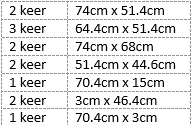 2 keer 74cm x 51.4cm
3 keer 64.4cm x 51.4cm
2 keer 74cm x 68cm
2 keer 51.4cm x 44.6cm
1 keer 70.4cm x 15cm
2 keer 3cm x 46.4cm
1 keer 70.4cm x 3cm